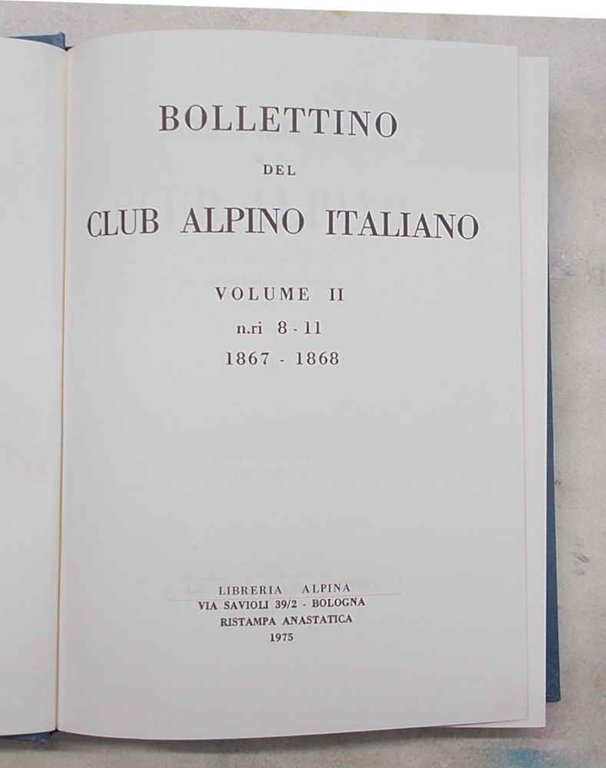 BOLLETTINO
DEL
CLUB ALPINO ITALIANO
VOLUME II
n.ri 8 - 11
1867 - 1868
LIBRERIA ALPINA
VIA SAVIOLI 39/2 - BOLOGNA
RISTAMPA ANASTATICA
1975